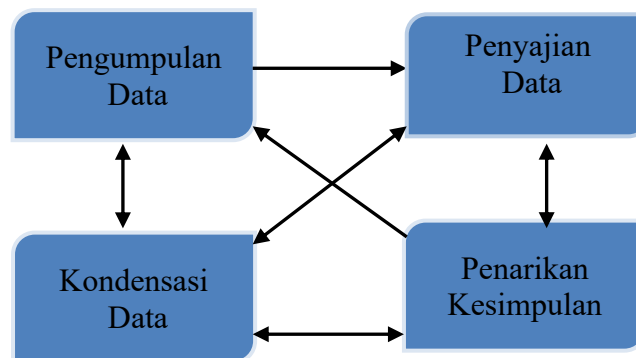 Pengumpulan
Data
Penyajian
Data
Kondensasi
Data
Penarikan
Kesimpulan